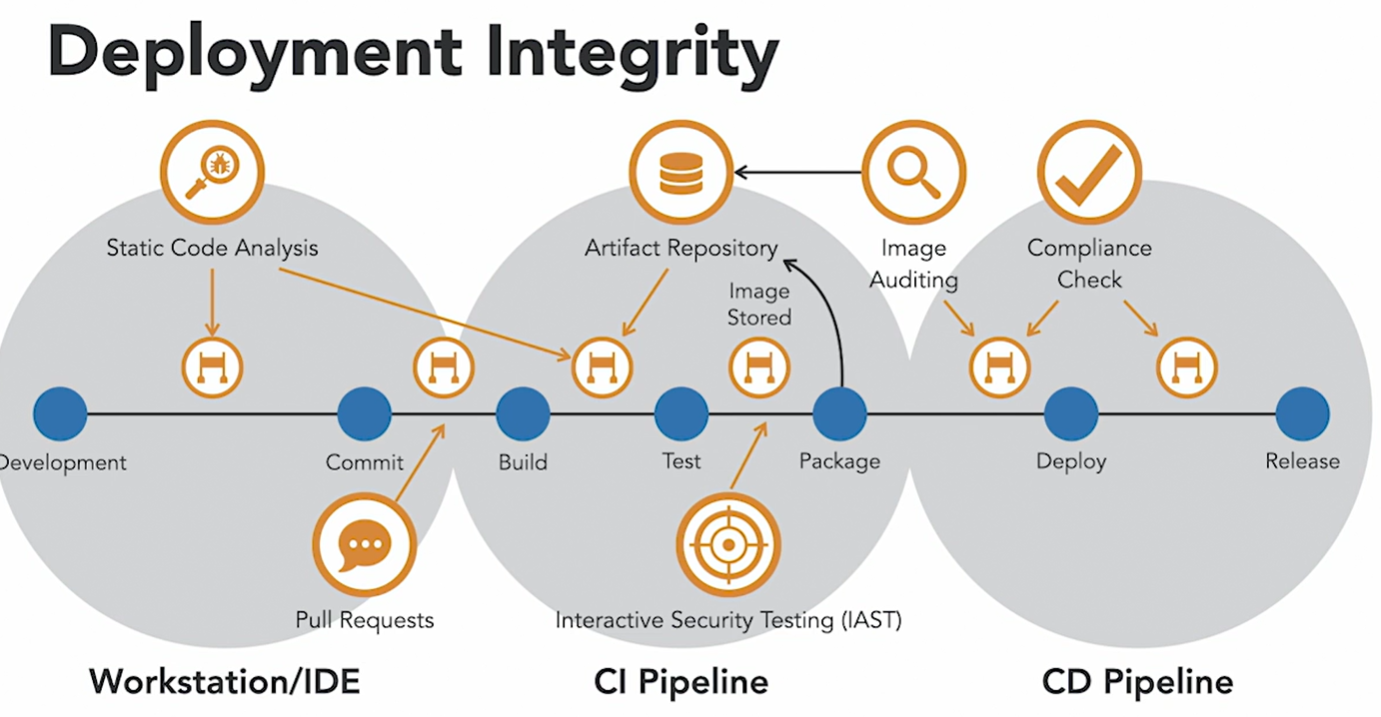 Deployment Integrity
Static Code Analysis
Artifact Repository
Image
Auditing
Compliance
Check
Image
Stored
Development
Commit
Build
Test
Package
Deploy
Release
Pull Requests
Interactive Security Testing (IAST)
Workstation/IDE
CI Pipeline
CD Pipeline